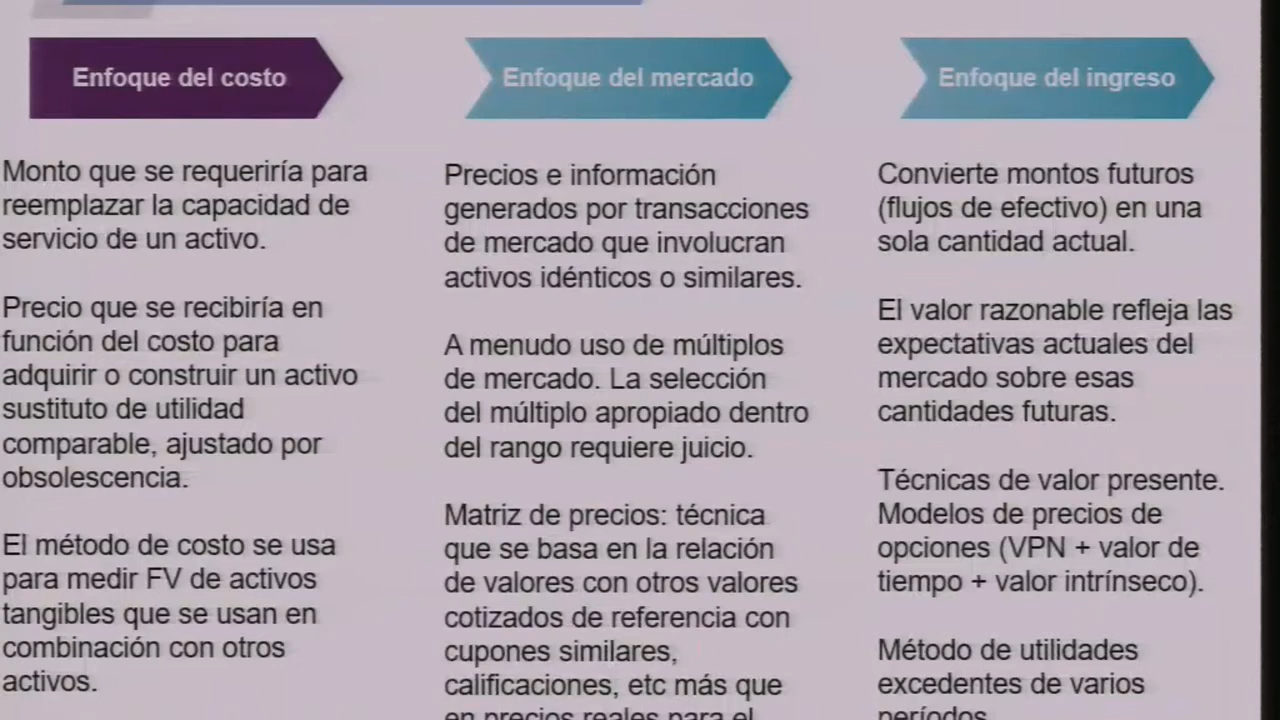 Enfoque del costo
Monto que se requeriría para
reemplazar la capacidad de
servicio de un activo.
Precio que se recibiría en
función del costo para
adquirir o construir un activo
sustituto de utilidad
comparable, ajustado por
obsolescencia.
El método de costo se usa
para medir FV de activos
tangibles que se usan en
combinación con otros
activos.
Enfoque del mercado
Precios e información
generados por transacciones
de mercado que involucran
activos idénticos o similares.
A menudo uso de múltiplos
de mercado. La selección
del múltiplo apropiado dentro
del rango requiere juicio.
Matriz de precios: técnica
que se basa en la relación
de valores con otros valores
cotizados de referencia con
cupones similares,
calificaciones, etc más que
en precios reales para el
Enfoque del ingreso
Convierte montos futuros
(flujos de efectivo) en una
sola cantidad actual.
El valor razonable refleja las
expectativas actuales del
mercado sobre esas
cantidades futuras.
Técnicas de valor presente.
Modelos de precios de
opciones (VPN + valor de
tiempo + valor intrínseco).
Método de utilidades
excedentes de varios
períodos